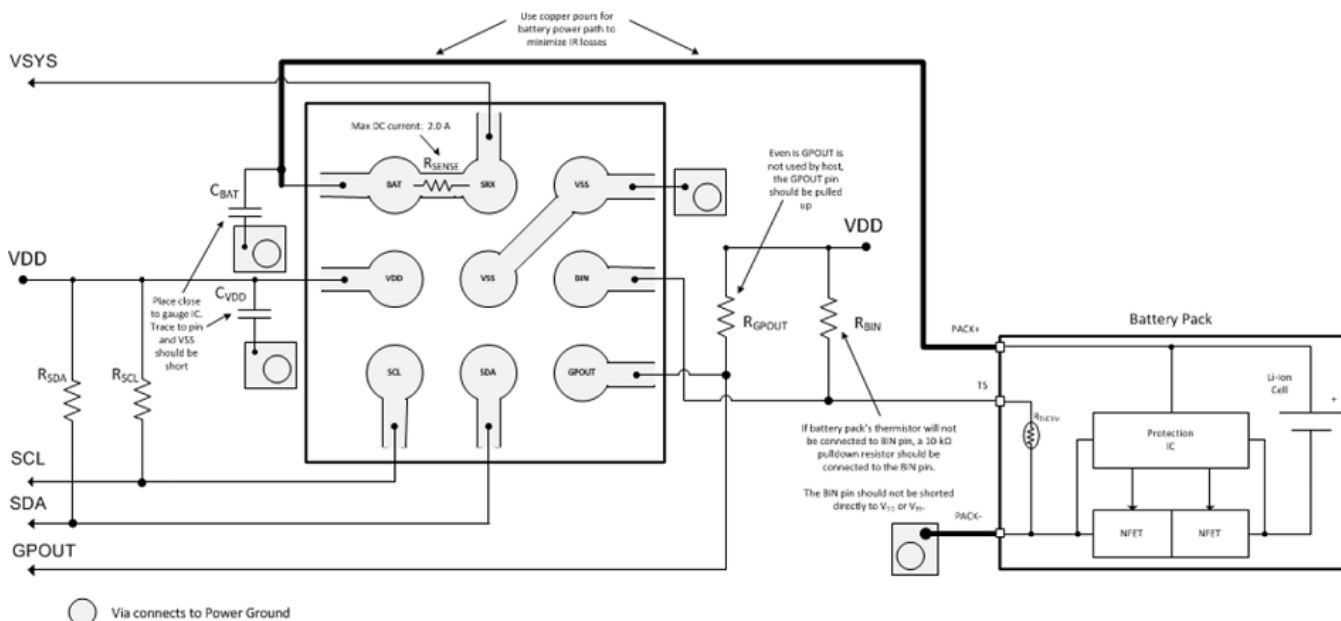 Use copper pours for
battery power path to
minimize IR losses
VSYS
Max DC current: 2.0 A
RSENSE
BAT
SRX
VSS
CBAT
Even is GPOUT is
not used by host,
the GPOUT pin
should be pulled
up
VDD
VDD
VDD
VSS
BIN
CVDD
Place close
to gauge IC.
Trace to pin
and VSS
should be
short
RGPOUT
RBIN
Battery Pack
PACK+
RSDA
RSCL
SCL
SDA
GPOUT
TS
Li-Ion
Cell
+
Protection
IC
If battery pack's thermistor will not
be connected to BIN pin, a 10-kΩ
pulldown resistor should be
connected to the BIN pin.
The BIN pin should not be shorted
directly to VDD or VSS.
SCL
SDA
PACK-
NFET
NFET
GPOUT
Via connects to Power Ground